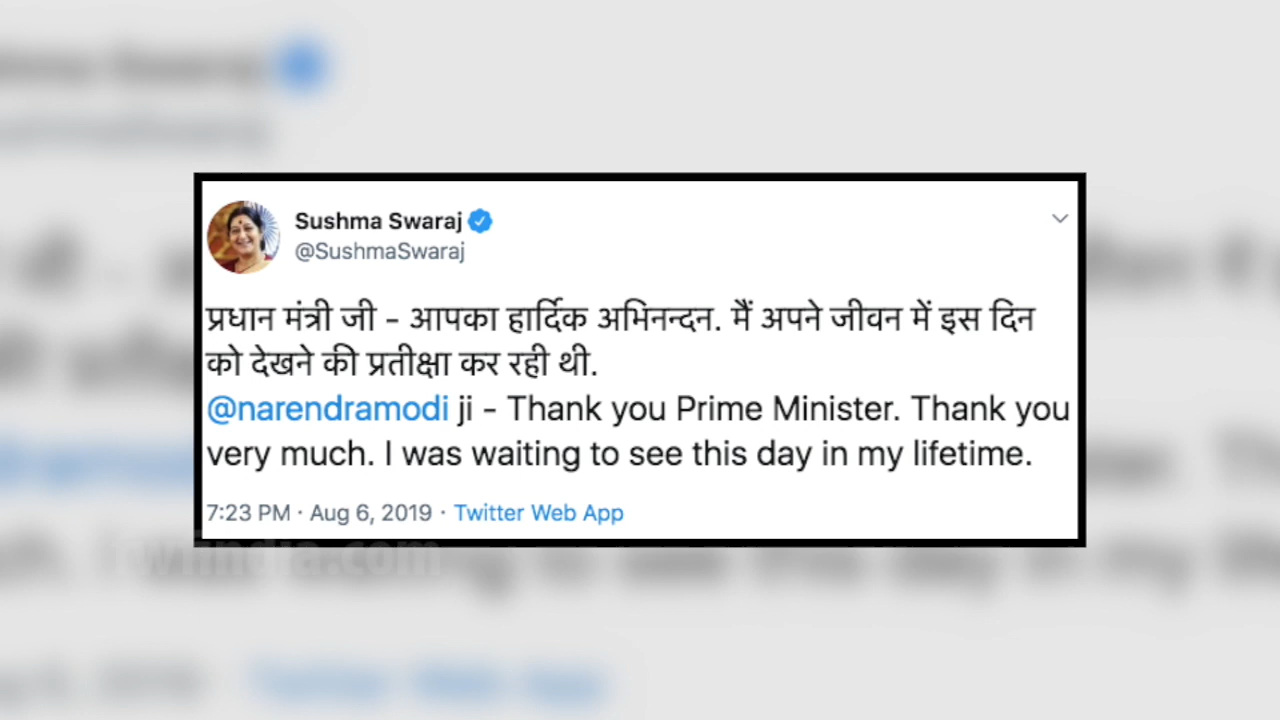 Sushma Swaraj
@SushmaSwaraj
प्रधान मंत्री जी - आपका हार्दिक अभिनन्दन. मैं अपने जीवन में इस दिन
को देखने की प्रतीक्षा कर रही थी.
@narendramodi ji - Thank you Prime Minister. Thank you
very much. I was waiting to see this day in my lifetime.
7:23 PM · Aug 6, 2019 · Twitter Web App